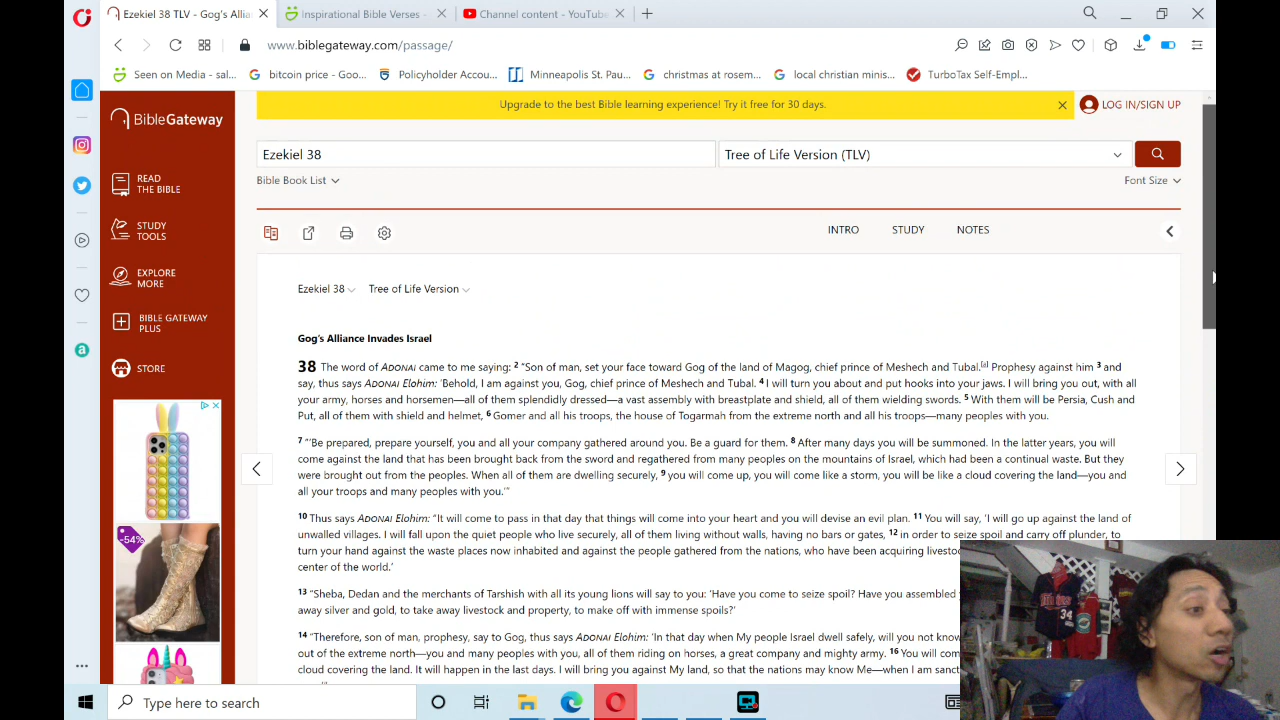 Ezekiel 38 TLV - Gog's Allian
Inspirational Bible Verses -
Channel content - YouTube
www.biblegateway.com/passage/
Seen on Media - sal...
bitcoin price - Goo...
Policyholder Accou...
Minneapolis St. Pau...
christmas at rosem...
local christian minis...
TurboTax Self-Empl...
Upgrade to the best Bible learning experience! Try it free for 30 days.
LOG IN/SIGN UP
BibleGateway
Ezekiel 38
Tree of Life Version (TLV)
Bible Book List
Font Size
READ
THE BIBLE
STUDY
TOOLS
EXPLORE
MORE
BIBLE GATEWAY
PLUS
STORE
-54%
INTRO STUDY NOTES
Ezekiel 38 Tree of Life Version
Gog's Alliance Invades Israel
38 The word of ADONAI came to me saying: 2 "Son of man, set your face toward Gog of the land of Magog, chief prince of Meshech and Tubal.[a] Prophesy against him 3 and
say, thus says ADONAI Elohim: 'Behold, I am against you, Gog, chief prince of Meshech and Tubal. 4 I will turn you about and put hooks into your jaws. I will bring you out, with all
your army, horses and horsemen—all of them splendidly dressed—a vast assembly with breastplate and shield, all of them wielding swords. 5 With them will be Persia, Cush and
Put, all of them with shield and helmet, 6 Gomer and all his troops, the house of Togarmah from the extreme north and all his troops—many peoples with you.
7 "'Be prepared, prepare yourself, you and all your company gathered around you. Be a guard for them. 8 After many days you will be summoned. In the latter years, you will
come against the land that has been brought back from the sword and regathered from many peoples on the mountains of Israel, which had been a continual waste. But they
were brought out from the peoples. When all of them are dwelling securely, 9 you will come up, you will come like a storm, you will be like a cloud covering the land—you and
all your troops and many peoples with you.'"
10 Thus says ADONAI Elohim: "It will come to pass in that day that things will come into your heart and you will devise an evil plan. 11 You will say, 'I will go up against the land of
unwalled villages. I will fall upon the quiet people who live securely, all of them living without walls, having no bars or gates, 12 in order to seize spoil and carry off plunder, to
turn your hand against the waste places now inhabited and against the people gathered from the nations, who have been acquiring livestoc
center of the world.'
13 "Sheba, Dedan and the merchants of Tarshish with all its young lions will say to you: 'Have you come to seize spoil? Have you assembled
away silver and gold, to take away livestock and property, to make off with immense spoils?'
14 "Therefore, son of man, prophesy, say to Gog, thus says ADONAI Elohim: 'In that day when My people Israel dwell safely, will you not know
out of the extreme north—you and many peoples with you, all of them riding on horses, a great company and mighty army. 16 You will com
cloud covering the land. It will happen in the last days. I will bring you against My land, so that the nations may know Me—when I am sanct
34
Type here to search